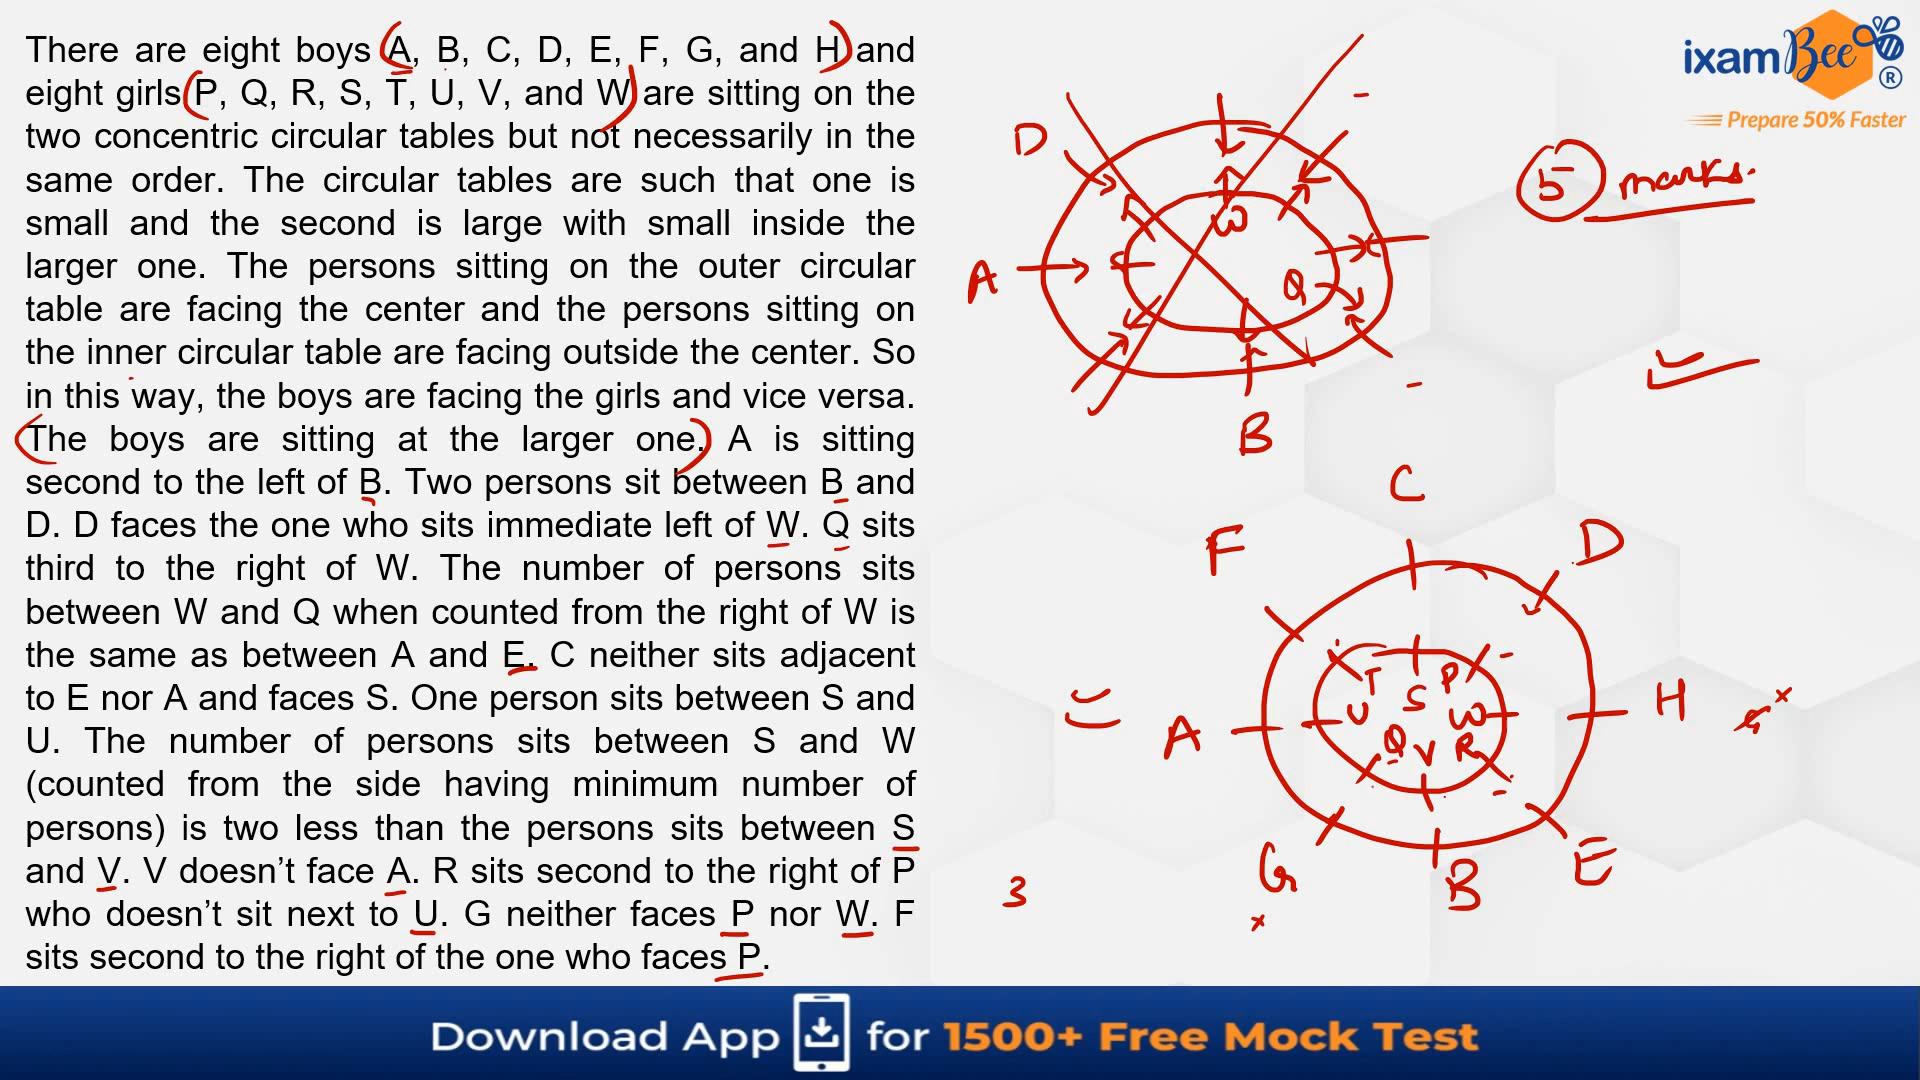 There are eight boys A, B, C, D, E, F, G, and H and
eight girls P, Q, R, S, T, U, V, and W are sitting on the
two concentric circular tables but not necessarily in the
same order. The circular tables are such that one is
small and the second is large with small inside the
larger one. The persons sitting on the outer circular
table are facing the center and the persons sitting on
the inner circular table are facing outside the center. So
in this way, the boys are facing the girls and vice versa.
The boys are sitting at the larger one. A is sitting
second to the left of B. Two persons sit between B and
D. D faces the one who sits immediate left of W. Q sits
third to the right of W. The number of persons sits
between W and Q when counted from the right of W is
the same as between A and E. C neither sits adjacent
to E nor A and faces S. One person sits between S and
U. The number of persons sits between S and W
(counted from the side having minimum number of
persons) is two less than the persons sits between S
and V. V doesn't face A. R sits second to the right of P
who doesn't sit next to U. G neither faces P nor W. F
sits second to the right of the one who faces P.
ixamBee ®
Prepare 50% Faster
5 marks.
D
W
A
Q
B
C
F
D
T
S
P
U
W
H
A
Q
V
R
G
B
E
3
Download App for 1500+ Free Mock Test